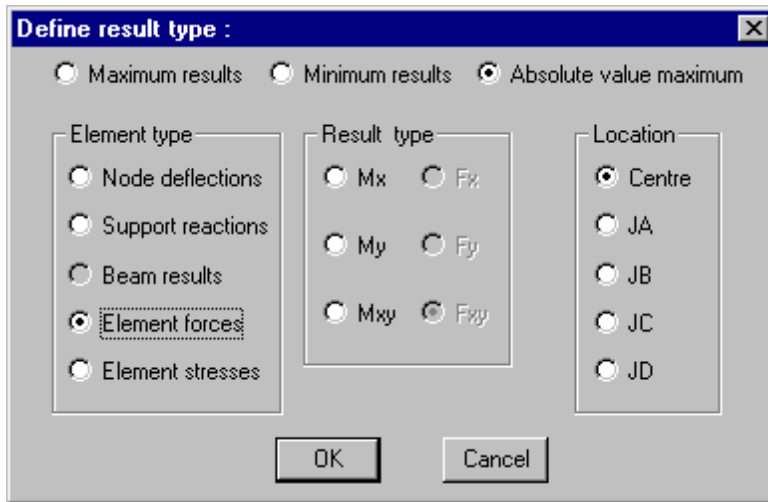 Define result type :
Maximum results Minimum results Absolute value maximum
Element type
Node deflections
Support reactions
Beam results
Element forces
Element stresses
Result type
Mx Fx
My Fy
Mxy Fxy
Location
Centre
JA
JB
JC
JD
OK Cancel